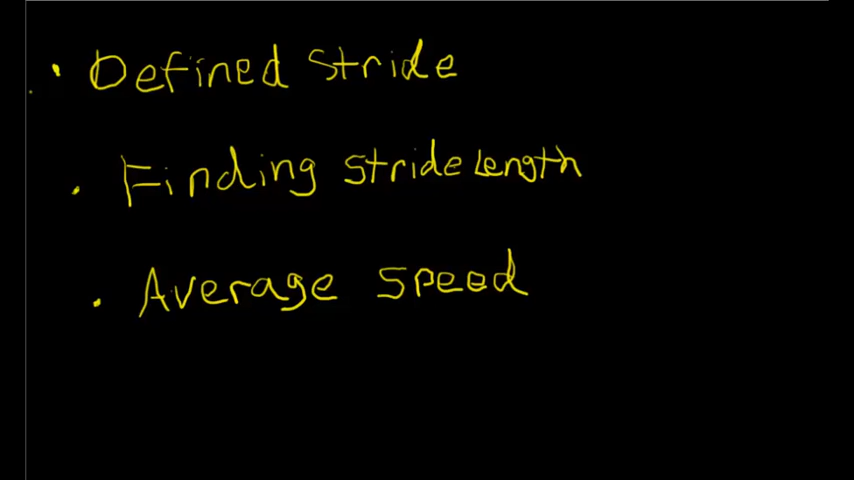 • Defined Stride
• Finding stride Length
• Average speed